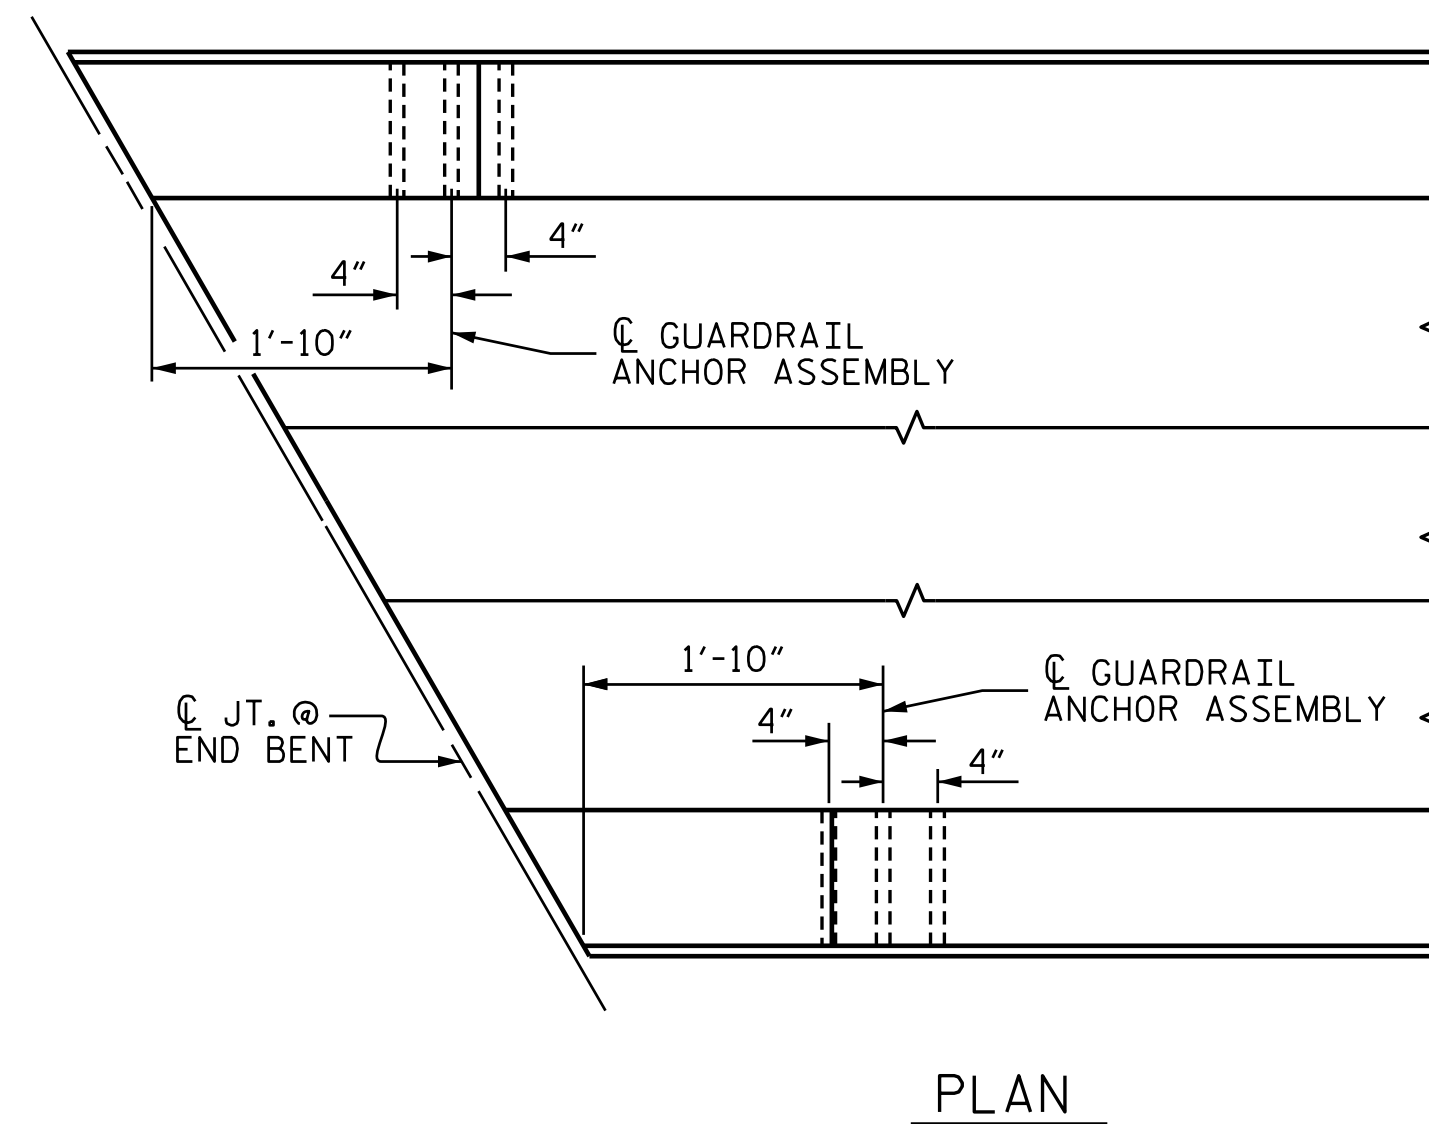 4"
4"
1'-10"
℄ GUARDRAIL
ANCHOR ASSEMBLY
1'-10"
℄ GUARDRAIL
ANCHOR ASSEMBLY
4"
4"
℄ JT. @
END BENT
PLAN